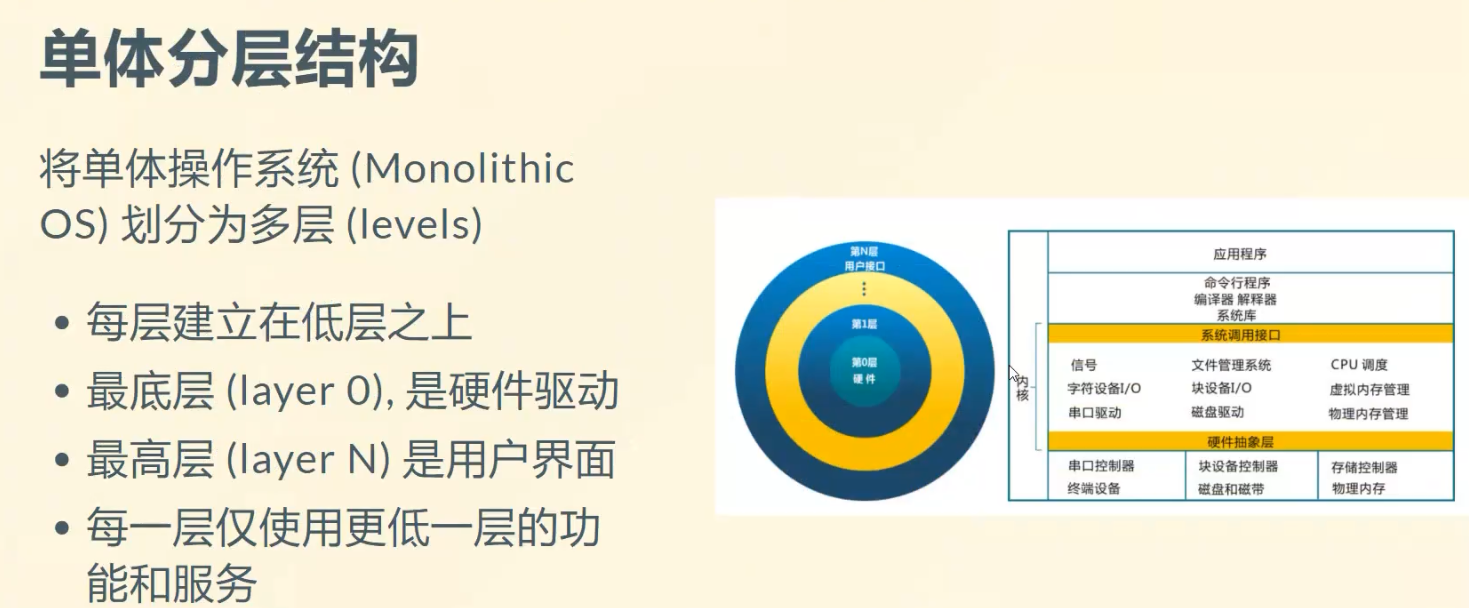 单体分层结构
将单体操作系统 (Monolithic
OS) 划分为多层 (levels)
• 每层建立在低层之上
• 最底层 (layer 0), 是硬件驱动
• 最高层 (layer N) 是用户界面
• 每一层仅使用更低一层的功
能和服务
第N层
用户接口
⋮
第1层
第0层
硬 件
内
核
应用程序
命令行程序
编译器 解释器
系统库
系统调用接口
信号 文件管理系统 CPU 调度
字符设备I/O 块设备I/O 虚拟内存管理
串口驱动 磁盘驱动 物理内存管理
硬件抽象层
串口控制器 块设备控制器 存储控制器
终端设备 磁盘和磁带 物理内存